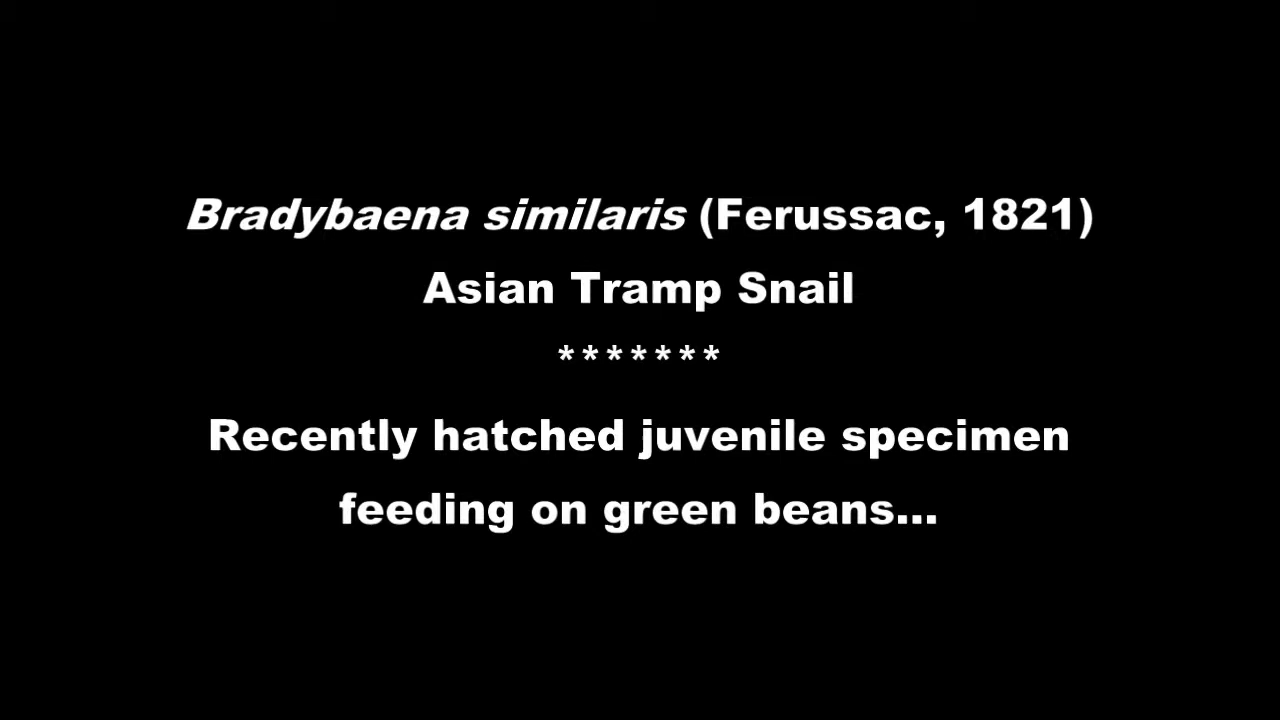 Bradybaena similaris (Ferussac, 1821)
Asian Tramp Snail
*******
Recently hatched juvenile specimen
feeding on green beans...